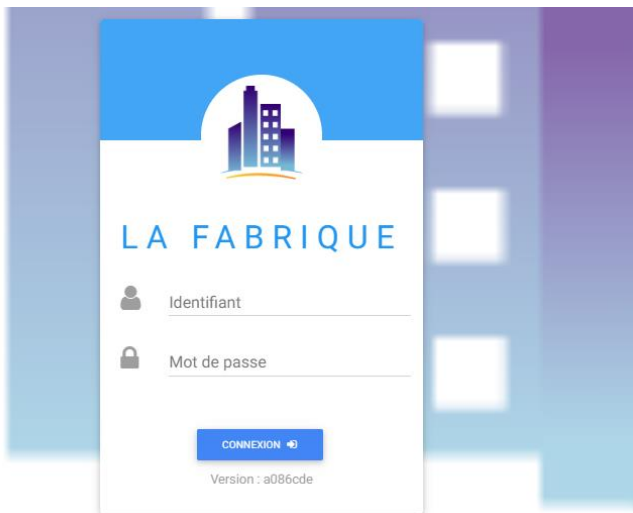 LA FABRIQUE
Identifiant
Mot de passe
CONNEXION
Version : a086cde